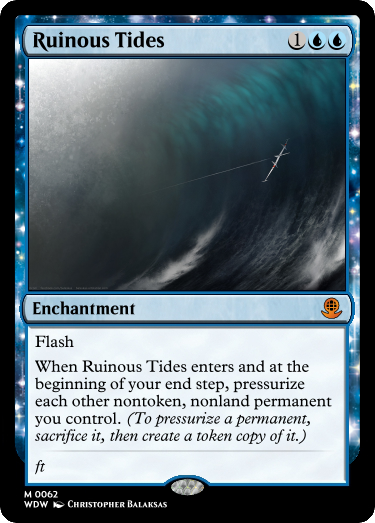 Ruinous Tides 1
Enchantment
Flash
When Ruinous Tides enters and at the
beginning of your end step, pressurize
each other nontoken, nonland permanent
you control. (To pressurize a permanent,
sacrifice it, then create a token copy of it.)
ft
M 0062
WDW Christopher Balaksas